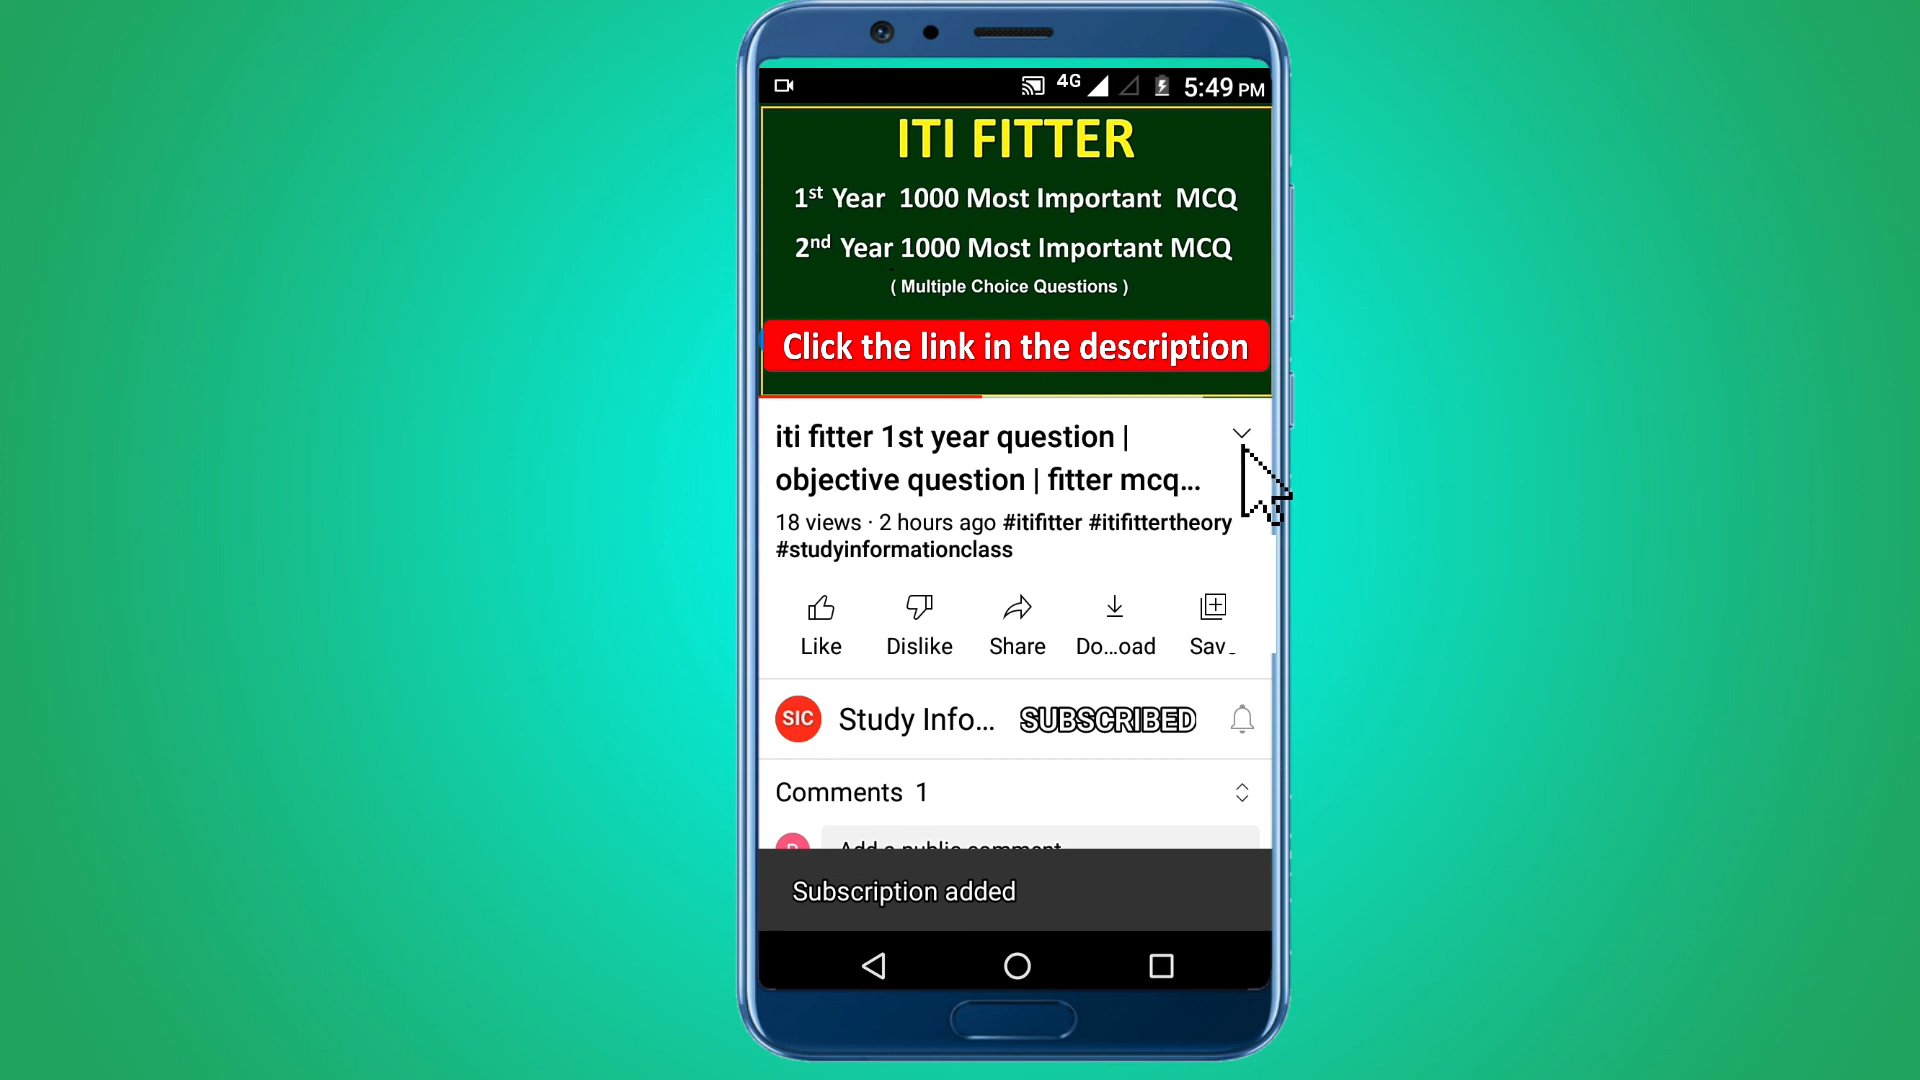 4G 5:49 PM
ITI FITTER
1st Year 1000 Most Important MCQ
2nd Year 1000 Most Important MCQ
( Multiple Choice Questions )
Click the link in the description
iti fitter 1st year question |
objective question | fitter mcq...
18 views · 2 hours ago #itifitter #itifittertheory
#studyinformationclass
Like Dislike Share Do...oad Sav
SIC Study Info... SUBSCRIBED
Comments 1
Add a public comment
Subscription added